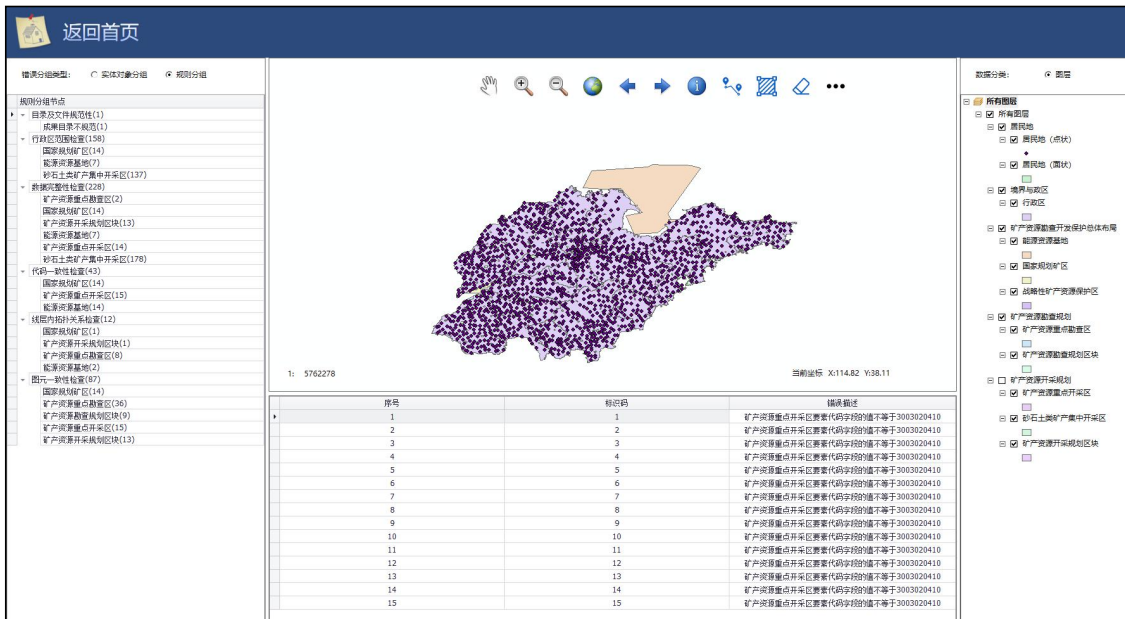 返回首页
错误分组类型: 实体对象分组 规则分组
规则分组节点
目录及文件规范性(1)
成果目录不规范(1)
行政区范围检查(158)
国家规划矿区(14)
能源资源基地(7)
砂石土类矿产集中开采区(137)
数据完整性检查(228)
矿产资源重点勘查区(2)
国家规划矿区(14)
矿产资源开采规划区块(13)
能源资源基地(7)
矿产资源重点开采区(14)
砂石土类矿产集中开采区(178)
代码一致性检查(43)
国家规划矿区(14)
矿产资源重点开采区(15)
能源资源基地(14)
线层内拓扑关系检查(12)
国家规划矿区(1)
矿产资源开采规划区块(1)
矿产资源重点勘查区(8)
能源资源基地(2)
图元一致性检查(87)
国家规划矿区(14)
矿产资源重点勘查区(36)
矿产资源勘查规划区块(9)
矿产资源重点开采区(15)
矿产资源开采规划区块(13)
1: 5762278 当前坐标 X:114.82 Y:38.11
序号 标识码 错误描述
1 1 矿产资源重点开采区要素代码字段的值不等于3003020410
2 2 矿产资源重点开采区要素代码字段的值不等于3003020410
3 3 矿产资源重点开采区要素代码字段的值不等于3003020410
4 4 矿产资源重点开采区要素代码字段的值不等于3003020410
5 5 矿产资源重点开采区要素代码字段的值不等于3003020410
6 6 矿产资源重点开采区要素代码字段的值不等于3003020410
7 7 矿产资源重点开采区要素代码字段的值不等于3003020410
8 8 矿产资源重点开采区要素代码字段的值不等于3003020410
9 9 矿产资源重点开采区要素代码字段的值不等于3003020410
10 10 矿产资源重点开采区要素代码字段的值不等于3003020410
11 11 矿产资源重点开采区要素代码字段的值不等于3003020410
12 12 矿产资源重点开采区要素代码字段的值不等于3003020410
13 13 矿产资源重点开采区要素代码字段的值不等于3003020410
14 14 矿产资源重点开采区要素代码字段的值不等于3003020410
15 15 矿产资源重点开采区要素代码字段的值不等于3003020410
数据分类: 图层
所有图层
所有图层
居民地
居民地（点状）
居民地（面状）
境界与政区
行政区
矿产资源勘查开发保护总体布局
能源资源基地
国家规划矿区
战略性矿产资源保护区
矿产资源勘查规划
矿产资源重点勘查区
矿产资源勘查规划区块
矿产资源开采规划
矿产资源重点开采区
砂石土类矿产集中开采区
矿产资源开采规划区块